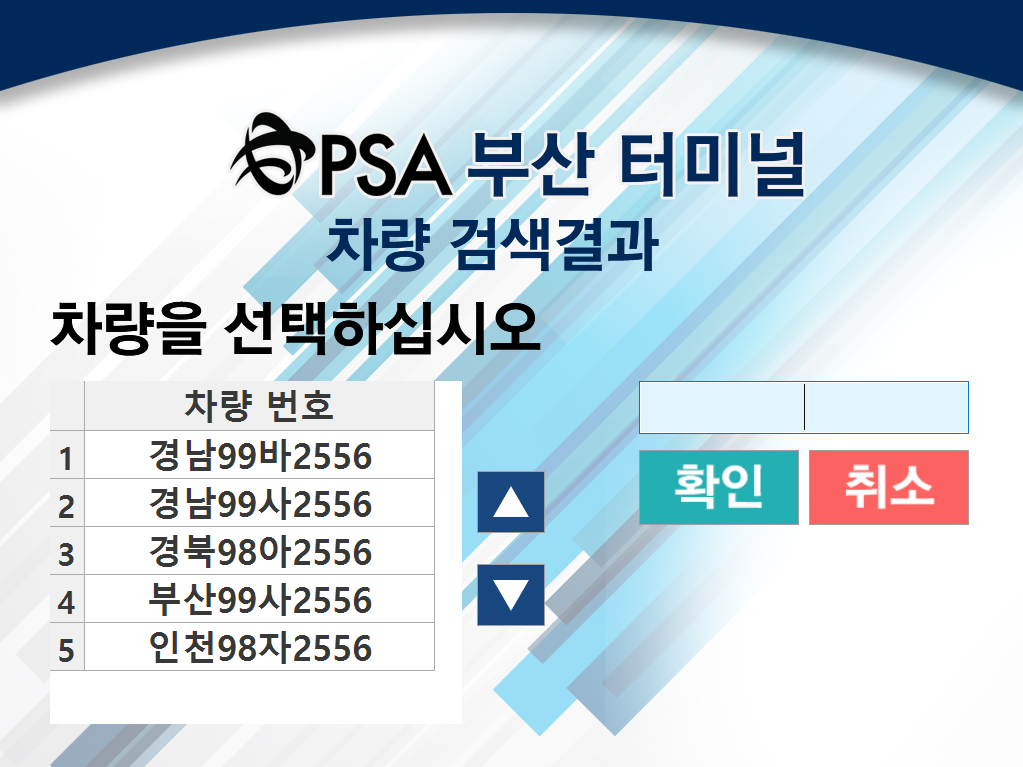 PSA 부산 터미널
차량 검색결과
차량을 선택하십시오
차량 번호
1 경남99바2556
2 경남99사2556
3 경북98아2556
4 부산99사2556
5 인천98자2556
확인 취소